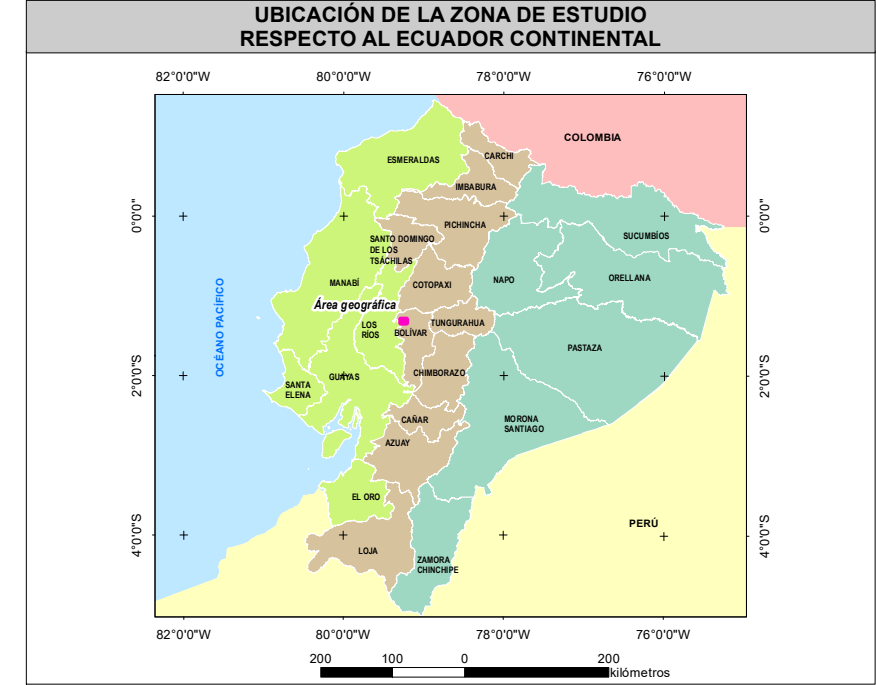 UBICACIÓN DE LA ZONA DE ESTUDIO
RESPECTO AL ECUADOR CONTINENTAL
82°0'0"W 80°0'0"W 78°0'0"W 76°0'0"W
COLOMBIA
ESMERALDAS
CARCHI
IMBABURA
0°0'0" 0°0'0"
PICHINCHA
SUCUMBÍOS
SANTO DOMINGO
DE LOS
TSÁCHILAS
ORELLANA
NAPO
MANABÍ
COTOPAXI
Área geográfica
OCÉANO PACÍFICO
LOS
RÍOS
BOLÍVAR
TUNGURAHUA
PASTAZA
2°0'0"S 2°0'0"S
GUAYAS
CHIMBORAZO
SANTA
ELENA
CAÑAR
MORONA
SANTIAGO
AZUAY
EL ORO
PERÚ
4°0'0"S 4°0'0"S
LOJA
ZAMORA
CHINCHIPE
82°0'0"W 80°0'0"W 78°0'0"W 76°0'0"W
200 100 0 200
kilómetros